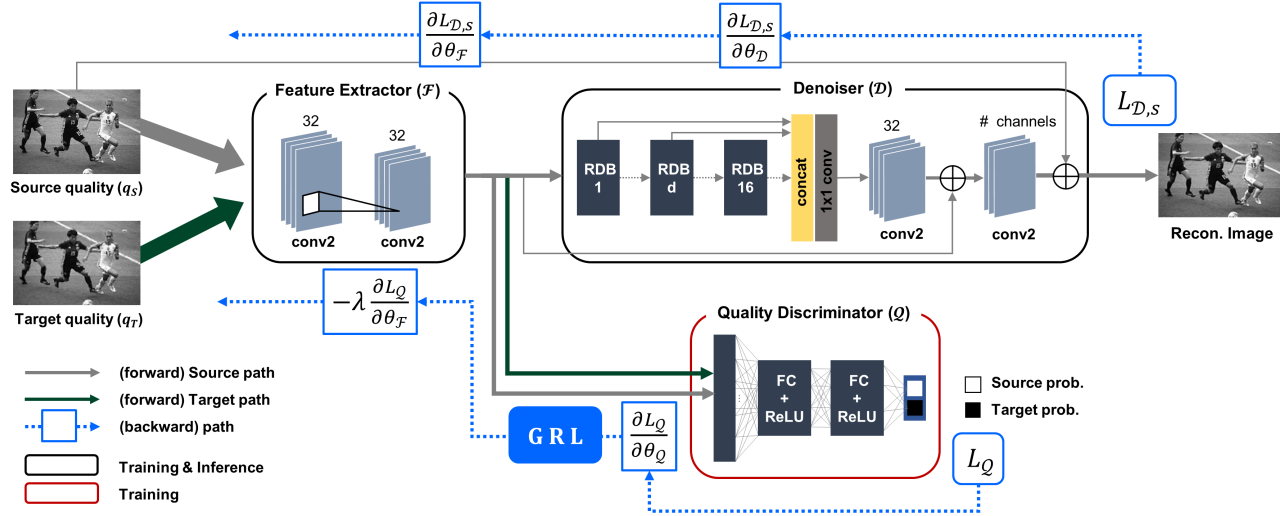 ∂L_{𝒟,S}/∂θ_ℱ
∂L_{𝒟,S}/∂θ_𝒟
L_{𝒟,S}
Feature Extractor (ℱ)
32
32
conv2
conv2
Denoiser (𝒟)
RDB
1
RDB
d
RDB
16
concat
1x1 conv
32
conv2
# channels
conv2
Source quality (q_S)
Target quality (q_T)
Recon. Image
−λ ∂L_𝒬/∂θ_ℱ
Quality Discriminator (𝒬)
FC
+
ReLU
FC
+
ReLU
Source prob.
Target prob.
(forward) Source path
(forward) Target path
(backward) path
Training & Inference
Training
GRL
∂L_𝒬/∂θ_𝒬
L_𝒬